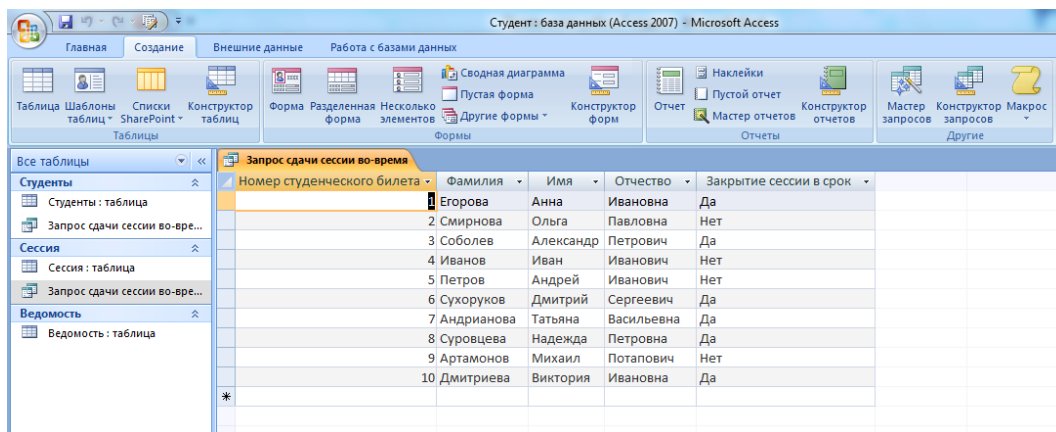 Студент : база данных (Access 2007) - Microsoft Access
Главная Создание Внешние данные Работа с базами данных
Таблица Шаблоны таблиц Списки SharePoint Конструктор таблиц
Таблицы
Форма Разделенная форма Несколько элементов Сводная диаграмма Пустая форма Другие формы Конструктор форм
Формы
Отчет Наклейки Пустой отчет Мастер отчетов Конструктор отчетов
Отчеты
Мастер запросов Конструктор запросов Макрос
Другие
Все таблицы
Студенты
Студенты : таблица
Запрос сдачи сессии во-вре...
Сессия
Сессия : таблица
Запрос сдачи сессии во-вре...
Ведомость
Ведомость : таблица
Запрос сдачи сессии во-время
Номер студенческого билета Фамилия Имя Отчество Закрытие сессии в срок
1 Егорова Анна Ивановна Да
2 Смирнова Ольга Павловна Нет
3 Соболев Александр Петрович Да
4 Иванов Иван Иванович Нет
5 Петров Андрей Иванович Нет
6 Сухоруков Дмитрий Сергеевич Да
7 Андрианова Татьяна Васильевна Да
8 Суровцева Надежда Петровна Да
9 Артамонов Михаил Потапович Нет
10 Дмитриева Виктория Ивановна Да